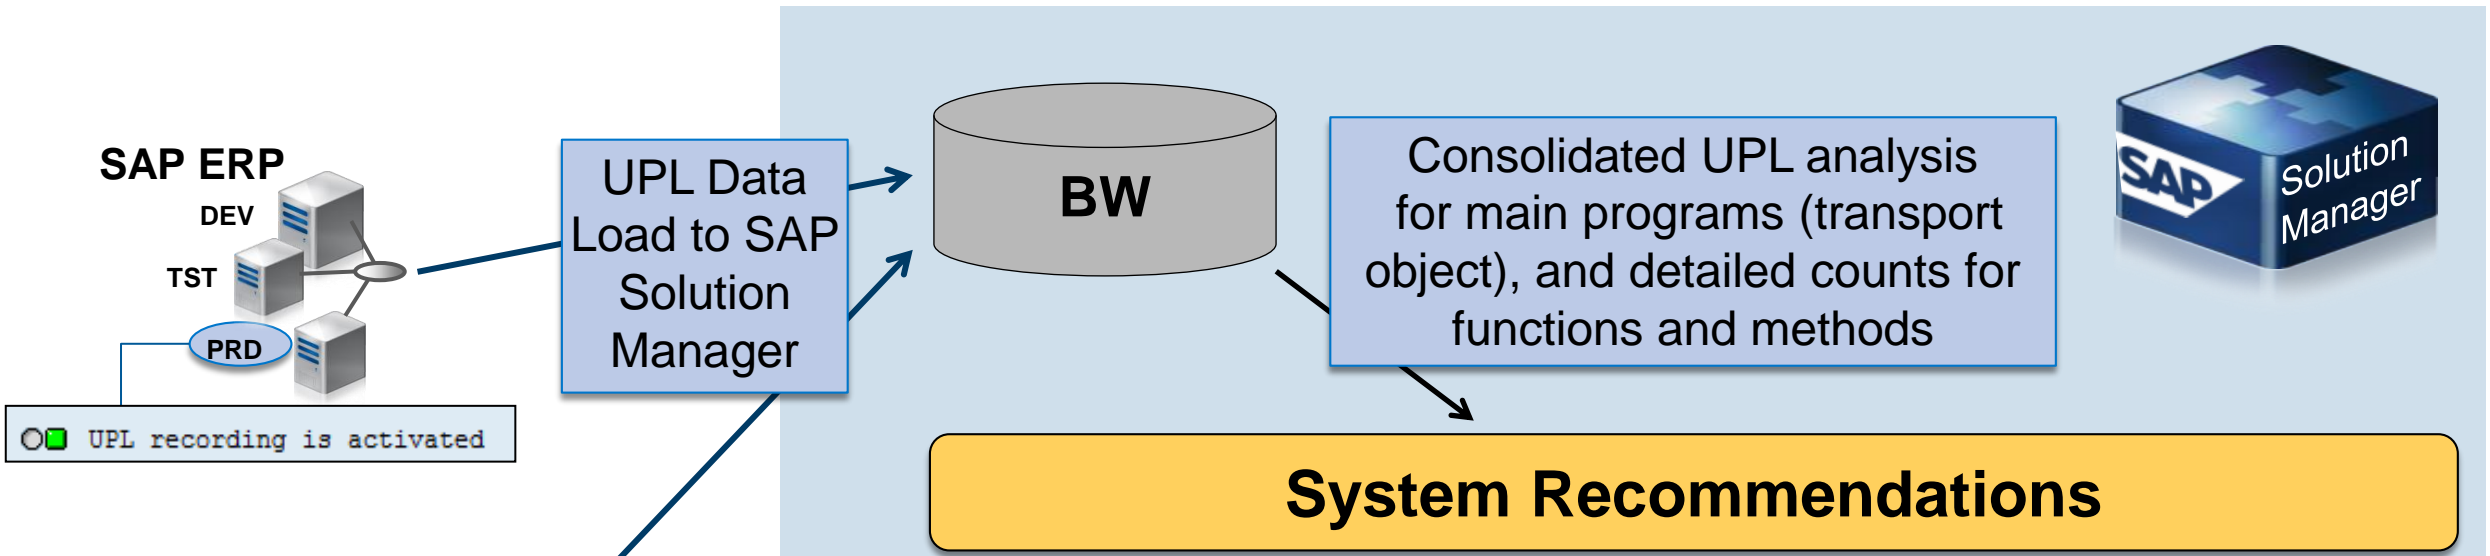 SAP ERP
DEV
TST
PRD
UPL recording is activated
UPL Data
Load to SAP
Solution
Manager
BW
Consolidated UPL analysis
for main programs (transport
object), and detailed counts for
functions and methods
SAP
Solution
Manager
System Recommendations